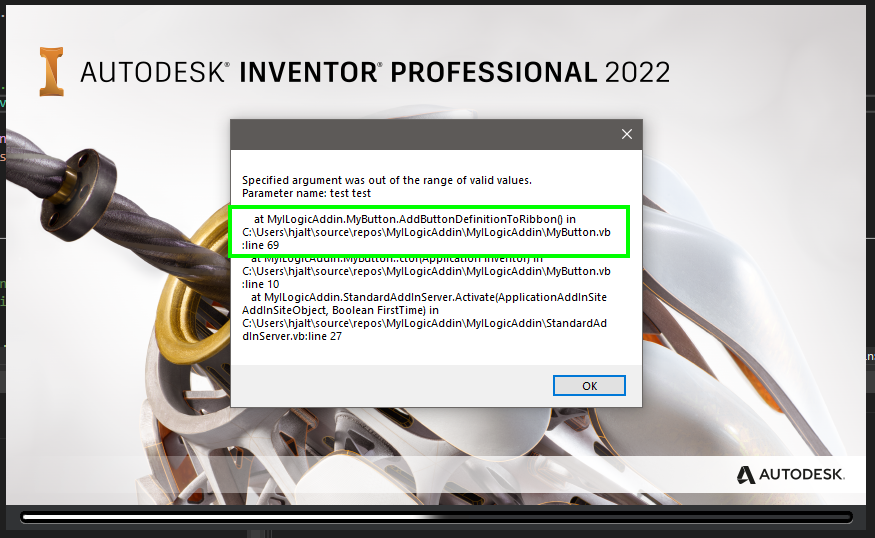 AUTODESK® INVENTOR® PROFESSIONAL 2022
Specified argument was out of the range of valid values.
Parameter name: test test
at MyILogicAddin.MyButton.AddButtonDefinitionToRibbon() in
C:\Users\hjalt\source\repos\MyILogicAddin\MyILogicAddin\MyButton.vb
:line 69
at MyILogicAddin.MyButton..ctor(Application Inventor) in
C:\Users\hjalt\source\repos\MyILogicAddin\MyILogicAddin\MyButton.vb
:line 10
at MyILogicAddin.StandardAddInServer.Activate(ApplicationAddInSite
AddInSiteObject, Boolean FirstTime) in
C:\Users\hjalt\source\repos\MyILogicAddin\MyILogicAddin\StandardAd
dInServer.vb:line 27
OK
AUTODESK.